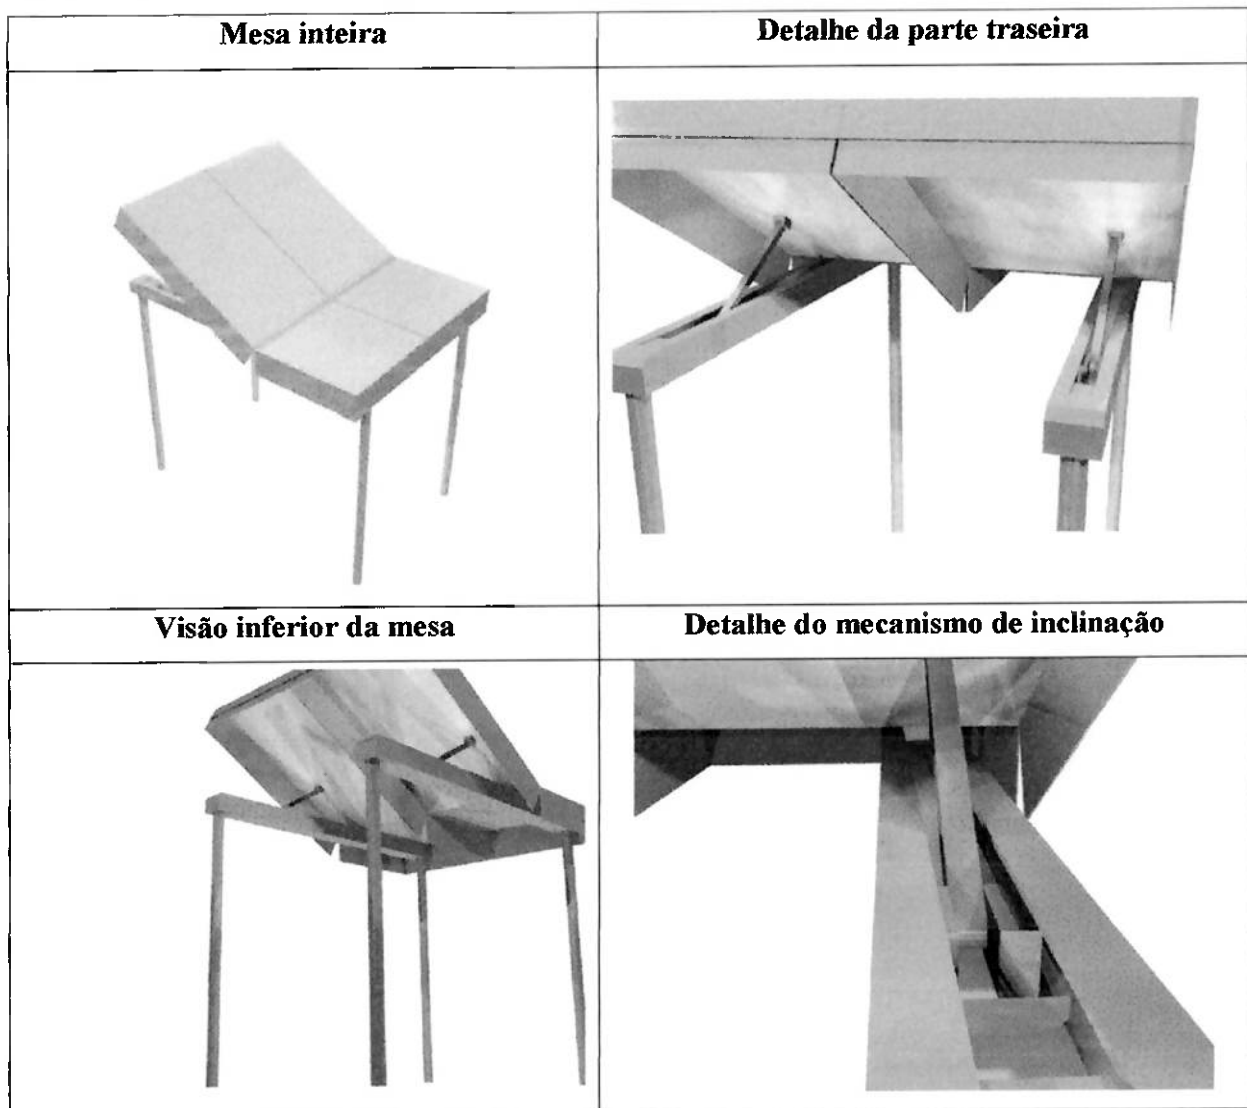 Mesa inteira
Detalhe da parte traseira
Visão inferior da mesa
Detalhe do mecanismo de inclinação